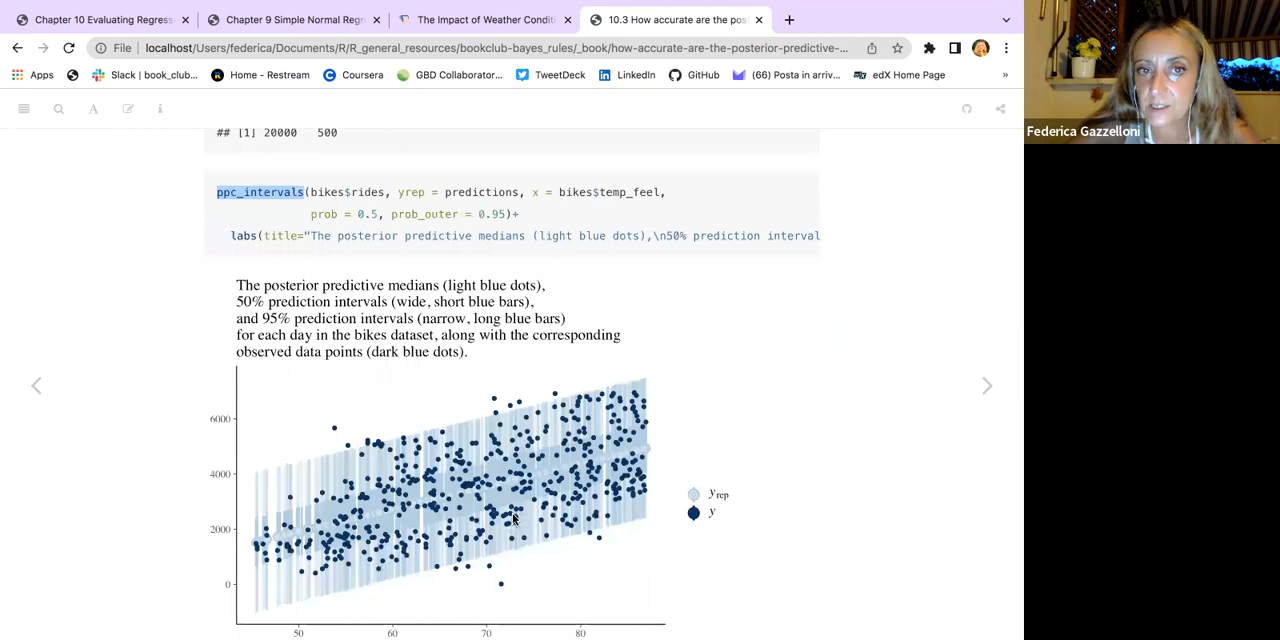 Chapter 10 Evaluating Regress
Chapter 9 Simple Normal Regr
The Impact of Weather Conditi
10.3 How accurate are the pos
File
localhost/Users/federica/Documents/R/R_general_resources/bookclub-bayes_rules/_book/how-accurate-are-the-posterior-predictive-...
Apps
Slack | book_club...
Home - Restream
Coursera
GBD Collaborator...
TweetDeck
LinkedIn
GitHub
(66) Posta in arriv...
edX Home Page
»
Federica Gazzelloni
## [1] 20000 500
ppc_intervals(bikes$rides, yrep = predictions, x = bikes$temp_feel,
prob = 0.5, prob_outer = 0.95)+
labs(title="The posterior predictive medians (light blue dots),\n50% prediction interval
The posterior predictive medians (light blue dots),
50% prediction intervals (wide, short blue bars),
and 95% prediction intervals (narrow, long blue bars)
for each day in the bikes dataset, along with the corresponding
observed data points (dark blue dots).
6000
4000
2000
0
50 60 70 80
yrep
y